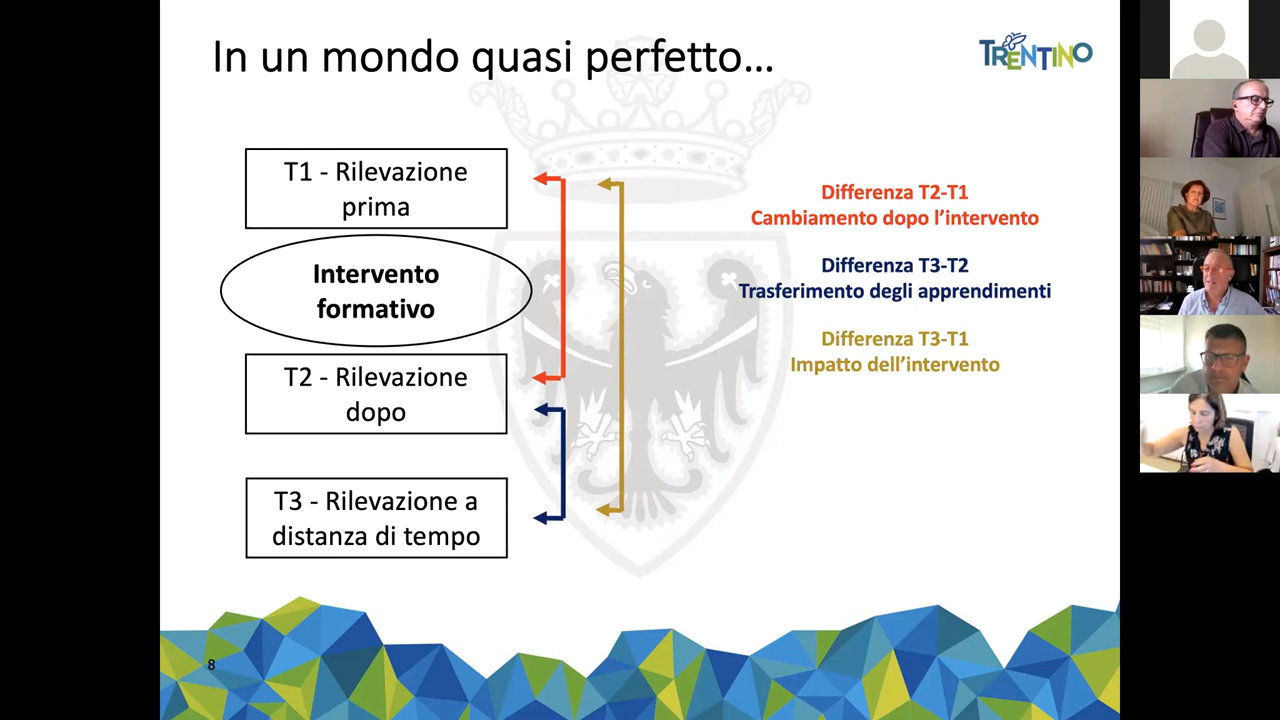 In un mondo quasi perfetto…
TRENTINO
T1 - Rilevazione
prima
Intervento
formativo
T2 - Rilevazione
dopo
T3 - Rilevazione a
distanza di tempo
Differenza T2-T1
Cambiamento dopo l’intervento
Differenza T3-T2
Trasferimento degli apprendimenti
Differenza T3-T1
Impatto dell’intervento
8